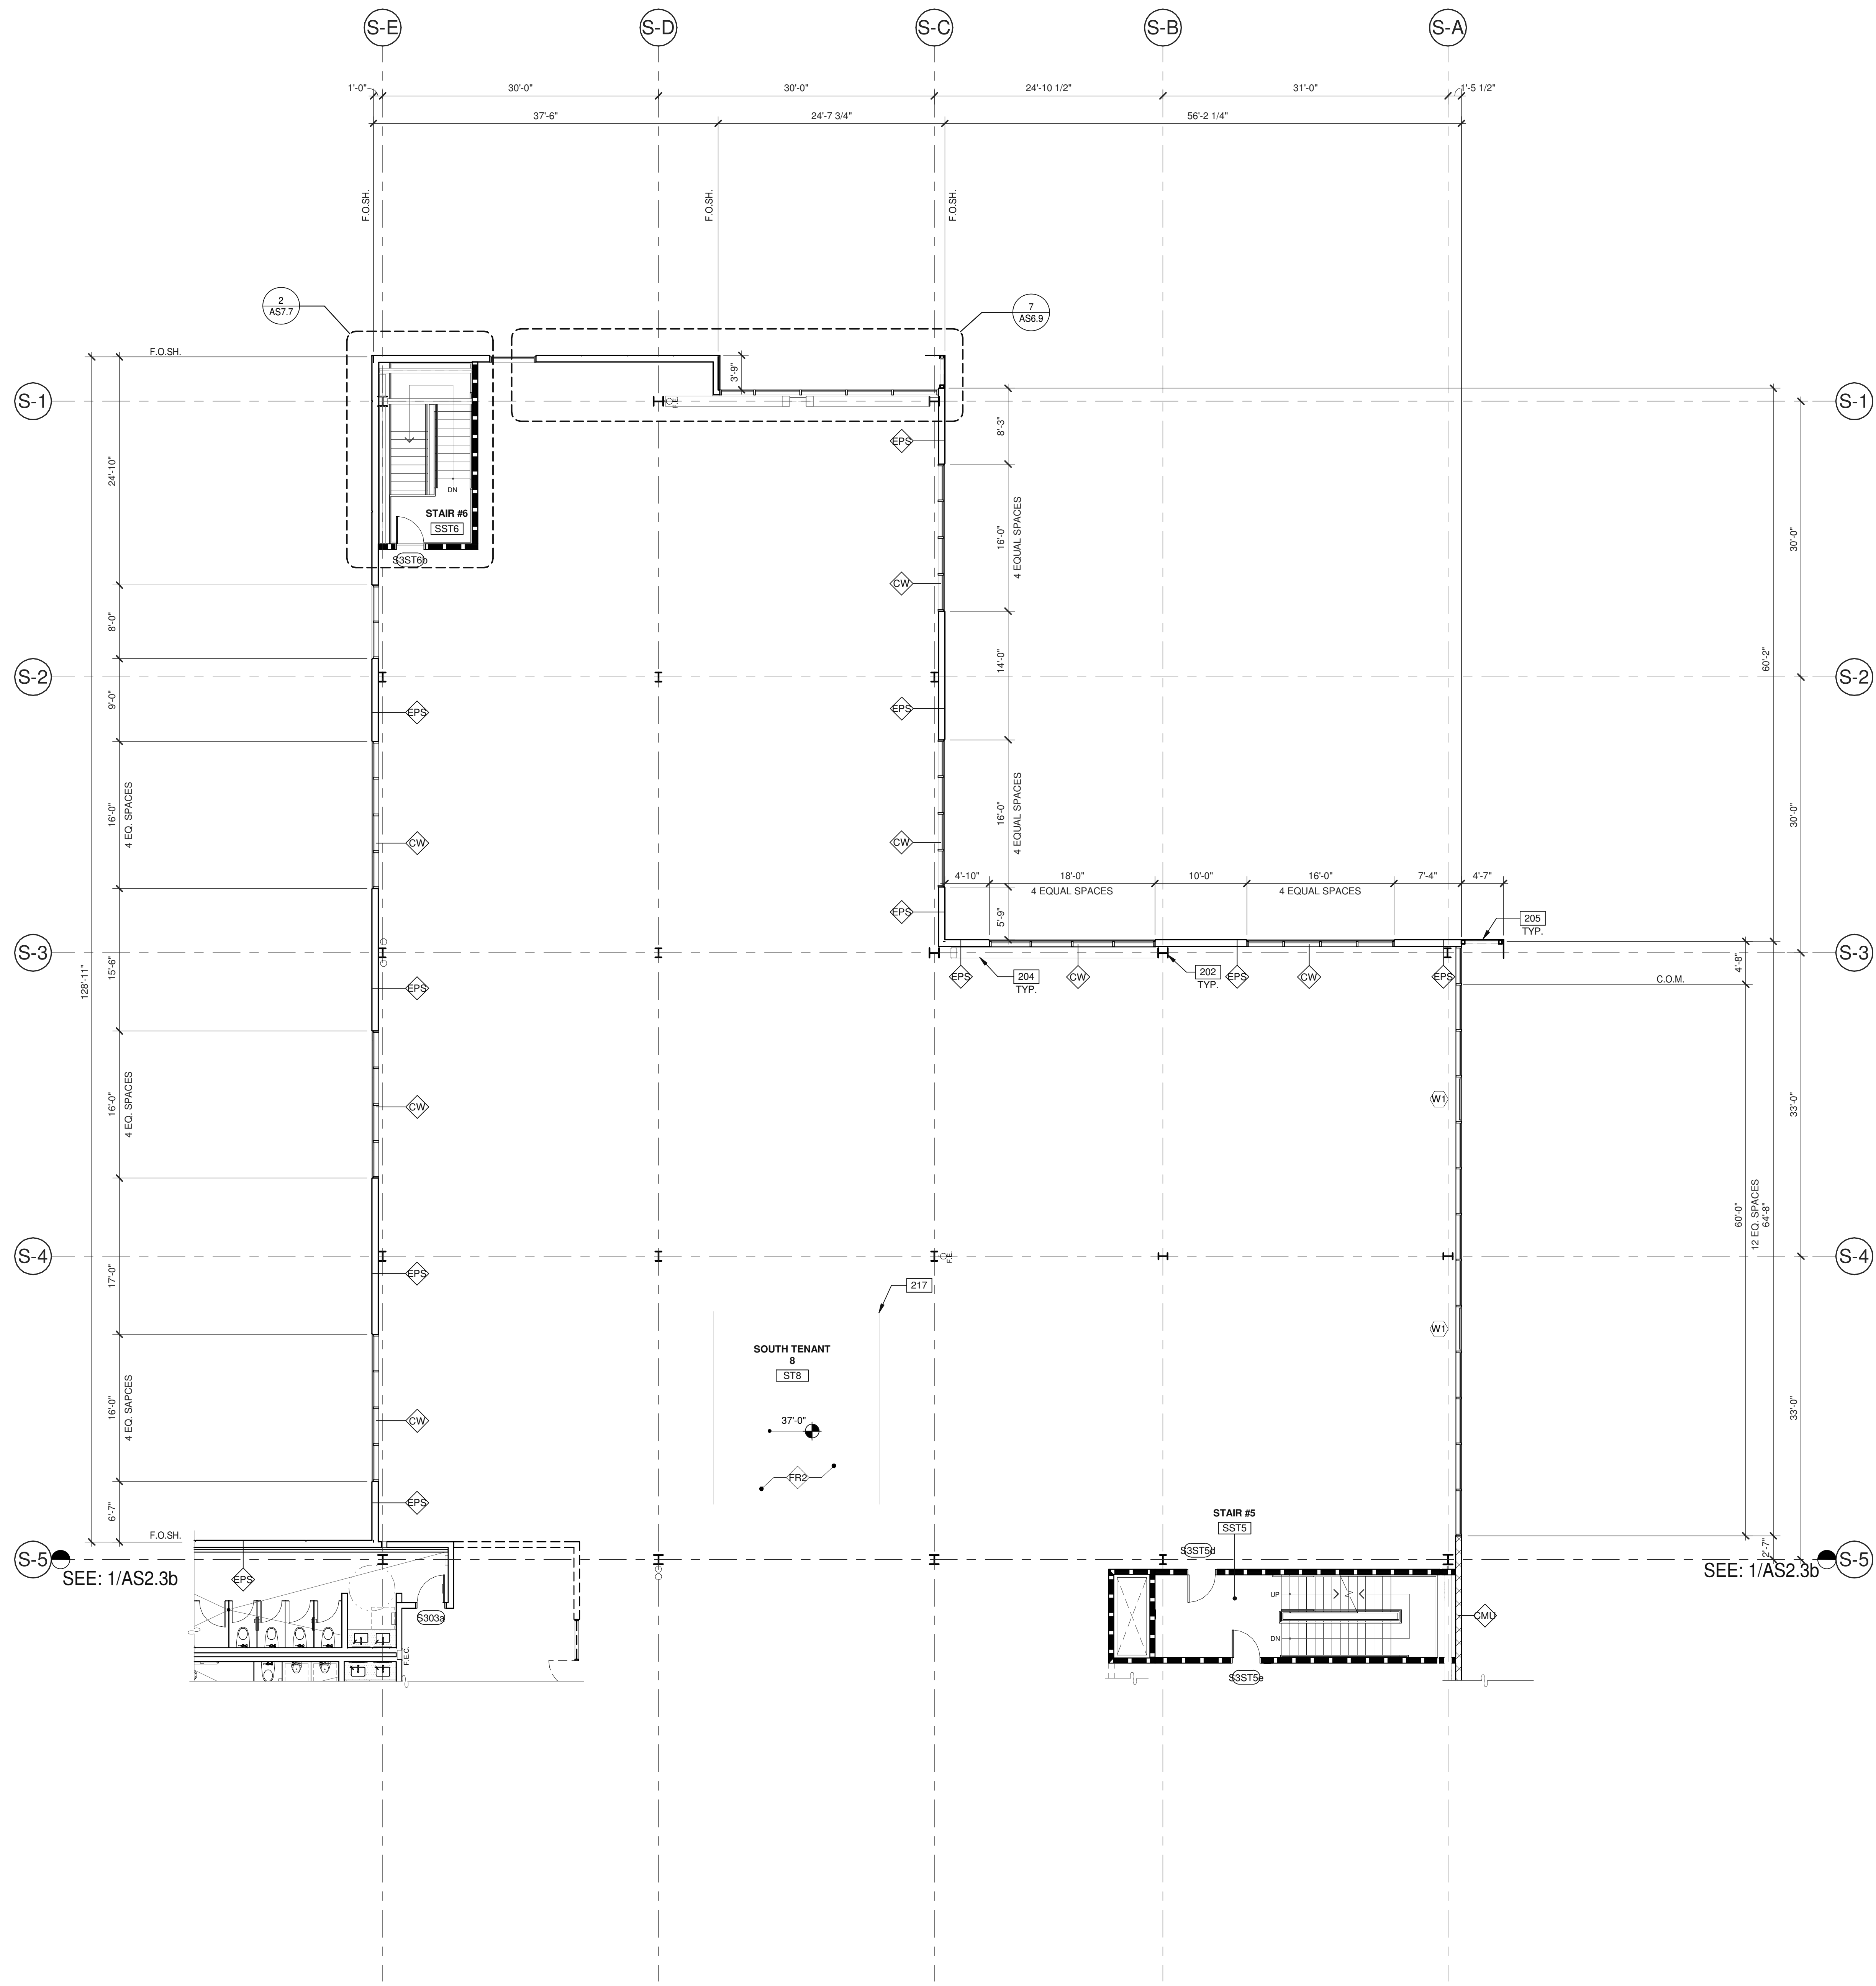 S-E
S-D
S-C
S-B
S-A
1'-0"
30'-0"
30'-0"
24'-10 1/2"
31'-0"
1'-5 1/2"
37'-6"
24'-7 3/4"
56'-2 1/4"
F.O.SH.
F.O.SH.
F.O.SH.
2
AS7.7
7
AS6.9
F.O.SH.
3'-9"
S-1
F.E.
S-1
8'-3"
EPS
24'-10"
DN
STAIR #6
SST6
S3ST6b
16'-0"
4 EQUAL SPACES
30'-0"
CW
8'-0"
14'-0"
60'-2"
S-2
S-2
9'-0"
EPS
EPS
16'-0"
4 EQ. SPACES
CW
CW
16'-0"
4 EQUAL SPACES
30'-0"
4'-10"
18'-0"
10'-0"
16'-0"
7'-4"
4'-7"
4 EQUAL SPACES
4 EQUAL SPACES
EPS
5'-9"
205
TYP.
S-3
S-3
128'-11"
15'-6"
EPS
EPS
204
TYP.
CW
202
TYP.
EPS
CW
EPS
4'-8"
C.O.M.
16'-0"
4 EQ. SPACES
CW
W1
33'-0"
60'-0"
12 EQ. SPACES
64'-8"
S-4
F.E.
S-4
17'-0"
EPS
217
W1
SOUTH TENANT
8
ST8
16'-0"
4 EQ. SAPCES
CW
37'-0"
33'-0"
FR2
6'-7"
EPS
STAIR #5
SST5
F.O.SH.
S-5
S3ST5d
2'-7"
S-5
SEE: 1/AS2.3b
EPS
SEE: 1/AS2.3b
UP
S303a
CMU
DN
F.E.C.
S3ST5e